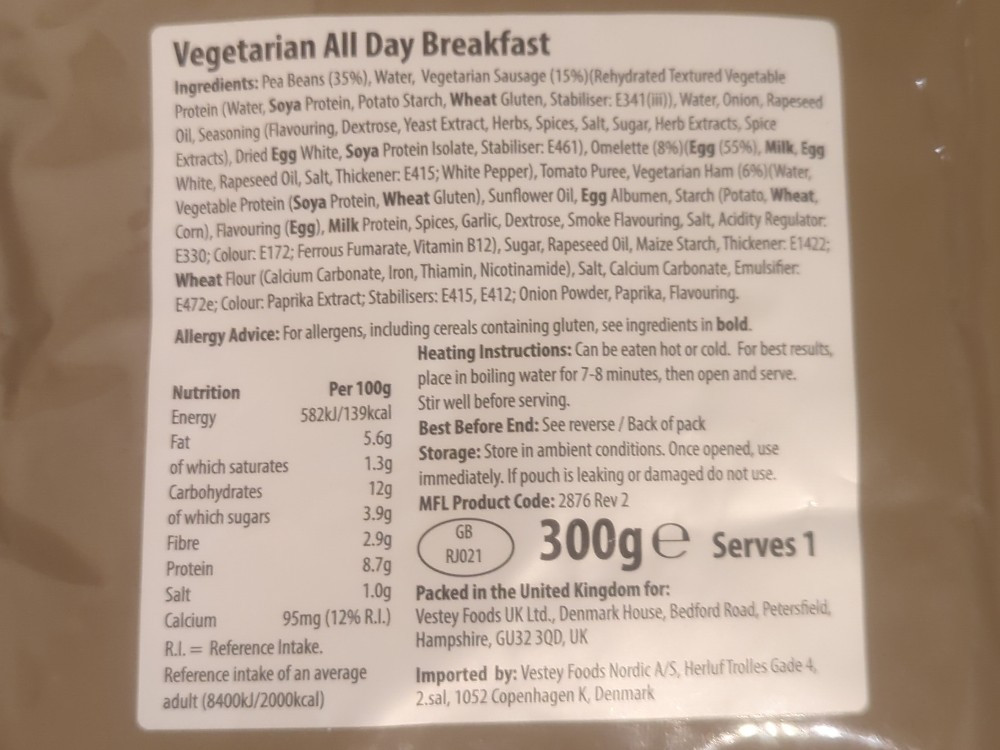 Vegetarian All Day Breakfast
Ingredients: Pea Beans (35%), Water, Vegetarian Sausage (15%)(Rehydrated Textured Vegetable
Protein (Water, Soya Protein, Potato Starch, Wheat Gluten, Stabiliser: E341(iii)), Water, Onion, Rapeseed
Oil, Seasoning (Flavouring, Dextrose, Yeast Extract, Herbs, Spices, Salt, Sugar, Herb Extracts, Spice
Extracts), Dried Egg White, Soya Protein Isolate, Stabiliser: E461), Omelette (8%)(Egg (55%), Milk, Egg
White, Rapeseed Oil, Salt, Thickener: E415; White Pepper), Tomato Puree, Vegetarian Ham (6%)(Water,
Vegetable Protein (Soya Protein, Wheat Gluten), Sunflower Oil, Egg Albumen, Starch (Potato, Wheat,
Corn), Flavouring (Egg), Milk Protein, Spices, Garlic, Dextrose, Smoke Flavouring, Salt, Acidity Regulator:
E330; Colour: E172; Ferrous Fumarate, Vitamin B12), Sugar, Rapeseed Oil, Maize Starch, Thickener: E1422;
Wheat Flour (Calcium Carbonate, Iron, Thiamin, Nicotinamide), Salt, Calcium Carbonate, Emulsifier:
E472e; Colour: Paprika Extract; Stabilisers: E415, E412; Onion Powder, Paprika, Flavouring.
Allergy Advice: For allergens, including cereals containing gluten, see ingredients in bold.
Nutrition Per 100g
Energy 582kJ/139kcal
Fat 5.6g
of which saturates 1.3g
Carbohydrates 12g
of which sugars 3.9g
Fibre 2.9g
Protein 8.7g
Salt 1.0g
Calcium 95mg (12% R.I.)
R.I. = Reference Intake.
Reference intake of an average
adult (8400kJ/2000kcal)
Heating Instructions: Can be eaten hot or cold. For best results,
place in boiling water for 7-8 minutes, then open and serve.
Stir well before serving.
Best Before End: See reverse / Back of pack
Storage: Store in ambient conditions. Once opened, use
immediately. If pouch is leaking or damaged do not use.
MFL Product Code: 2876 Rev 2
GB
RJ021
300g e Serves 1
Packed in the United Kingdom for:
Vestey Foods UK Ltd., Denmark House, Bedford Road, Petersfield,
Hampshire, GU32 3QD, UK
Imported by: Vestey Foods Nordic A/S, Herluf Trolles Gade 4,
2.sal, 1052 Copenhagen K, Denmark